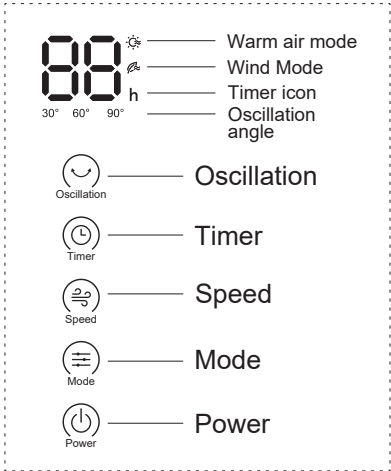 88 Warm air mode
Wind Mode
h Timer icon
30° 60° 90° Oscillation
angle
Oscillation Oscillation
Timer Timer
Speed Speed
Mode Mode
Power Power